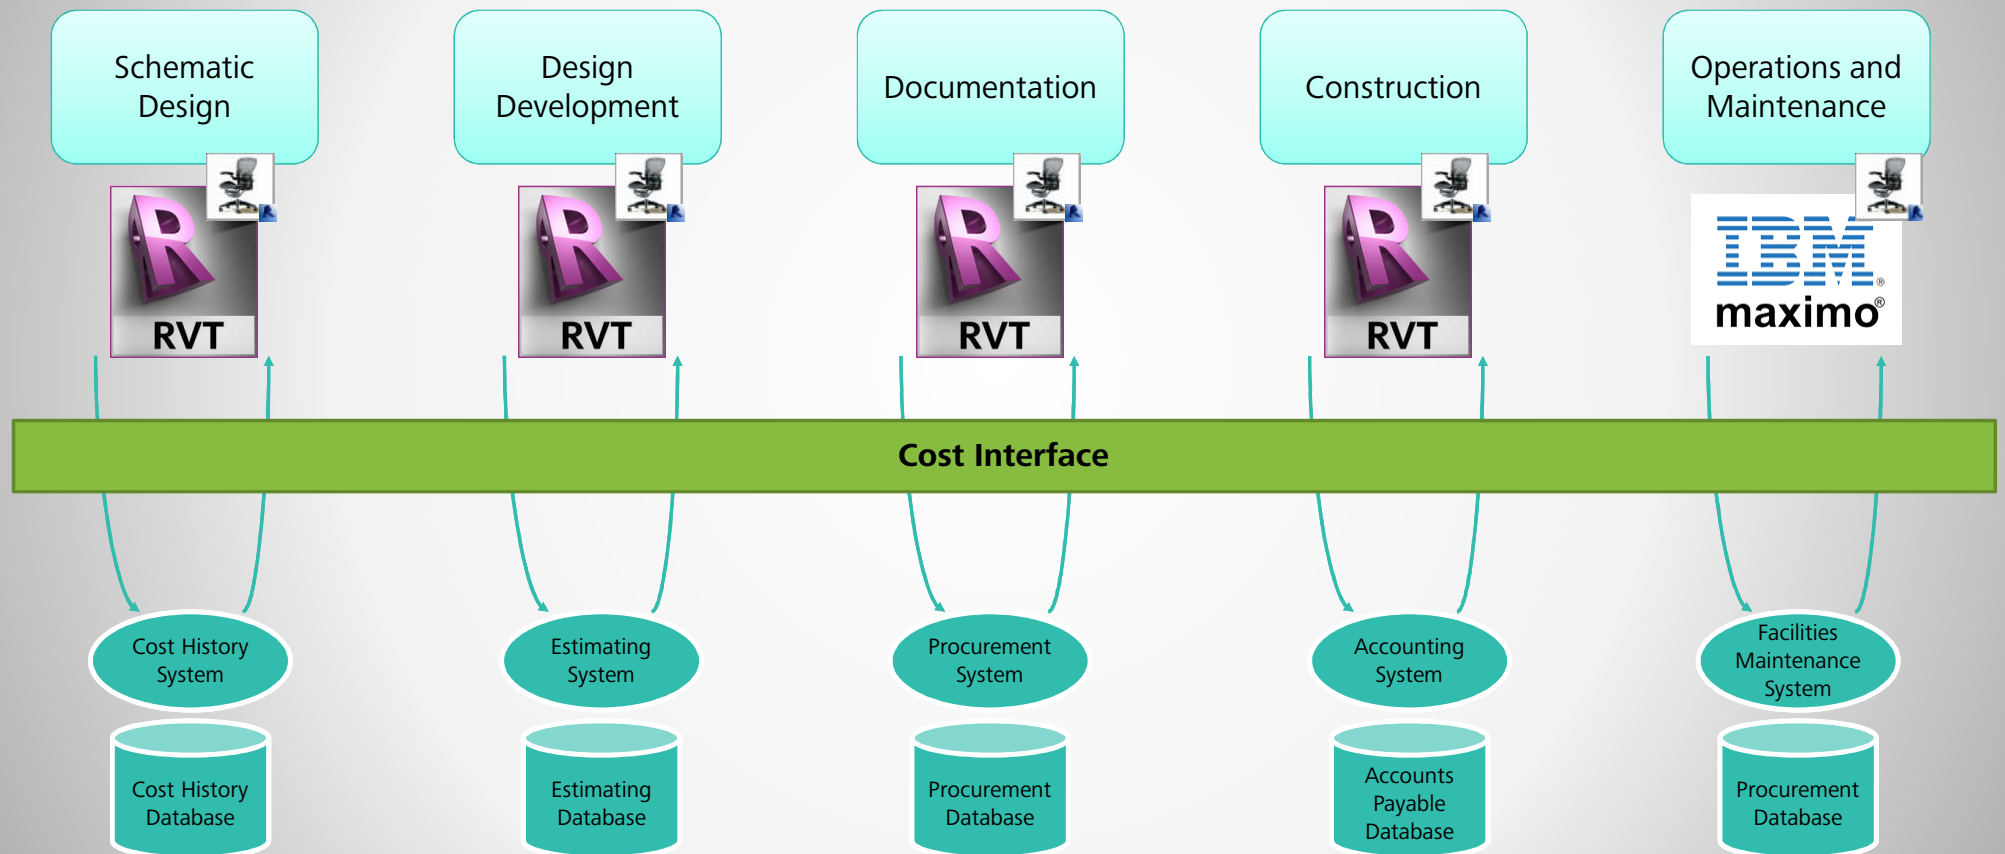 Schematic
Design
Design
Development
Documentation
Construction
Operations and
Maintenance
R
RVT
R
RVT
R
RVT
R
RVT
IBM®
maximo®
Cost Interface
Cost History
System
Estimating
System
Procurement
System
Accounting
System
Facilities
Maintenance
System
Cost History
Database
Estimating
Database
Procurement
Database
Accounts
Payable
Database
Procurement
Database